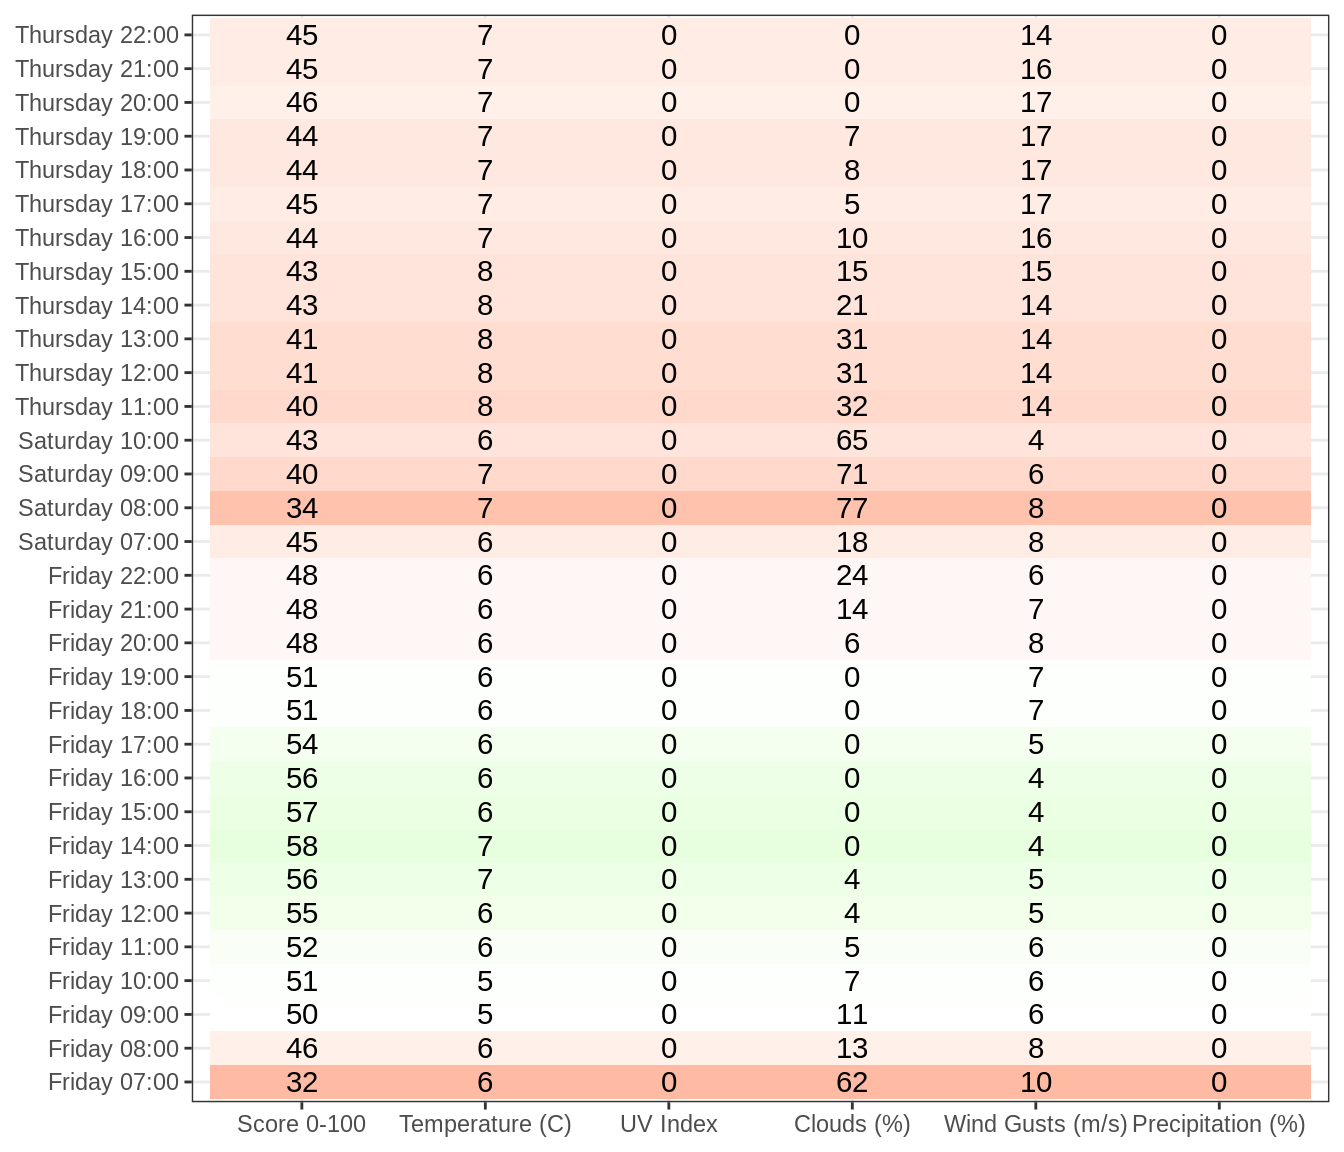 Thursday 22:00 45 7 0 0 14 0
Thursday 21:00 45 7 0 0 16 0
Thursday 20:00 46 7 0 0 17 0
Thursday 19:00 44 7 0 7 17 0
Thursday 18:00 44 7 0 8 17 0
Thursday 17:00 45 7 0 5 17 0
Thursday 16:00 44 7 0 10 16 0
Thursday 15:00 43 8 0 15 15 0
Thursday 14:00 43 8 0 21 14 0
Thursday 13:00 41 8 0 31 14 0
Thursday 12:00 41 8 0 31 14 0
Thursday 11:00 40 8 0 32 14 0
Saturday 10:00 43 6 0 65 4 0
Saturday 09:00 40 7 0 71 6 0
Saturday 08:00 34 7 0 77 8 0
Saturday 07:00 45 6 0 18 8 0
Friday 22:00 48 6 0 24 6 0
Friday 21:00 48 6 0 14 7 0
Friday 20:00 48 6 0 6 8 0
Friday 19:00 51 6 0 0 7 0
Friday 18:00 51 6 0 0 7 0
Friday 17:00 54 6 0 0 5 0
Friday 16:00 56 6 0 0 4 0
Friday 15:00 57 6 0 0 4 0
Friday 14:00 58 7 0 0 4 0
Friday 13:00 56 7 0 4 5 0
Friday 12:00 55 6 0 4 5 0
Friday 11:00 52 6 0 5 6 0
Friday 10:00 51 5 0 7 6 0
Friday 09:00 50 5 0 11 6 0
Friday 08:00 46 6 0 13 8 0
Friday 07:00 32 6 0 62 10 0
Score 0-100 Temperature (C) UV Index Clouds (%) Wind Gusts (m/s) Precipitation (%)